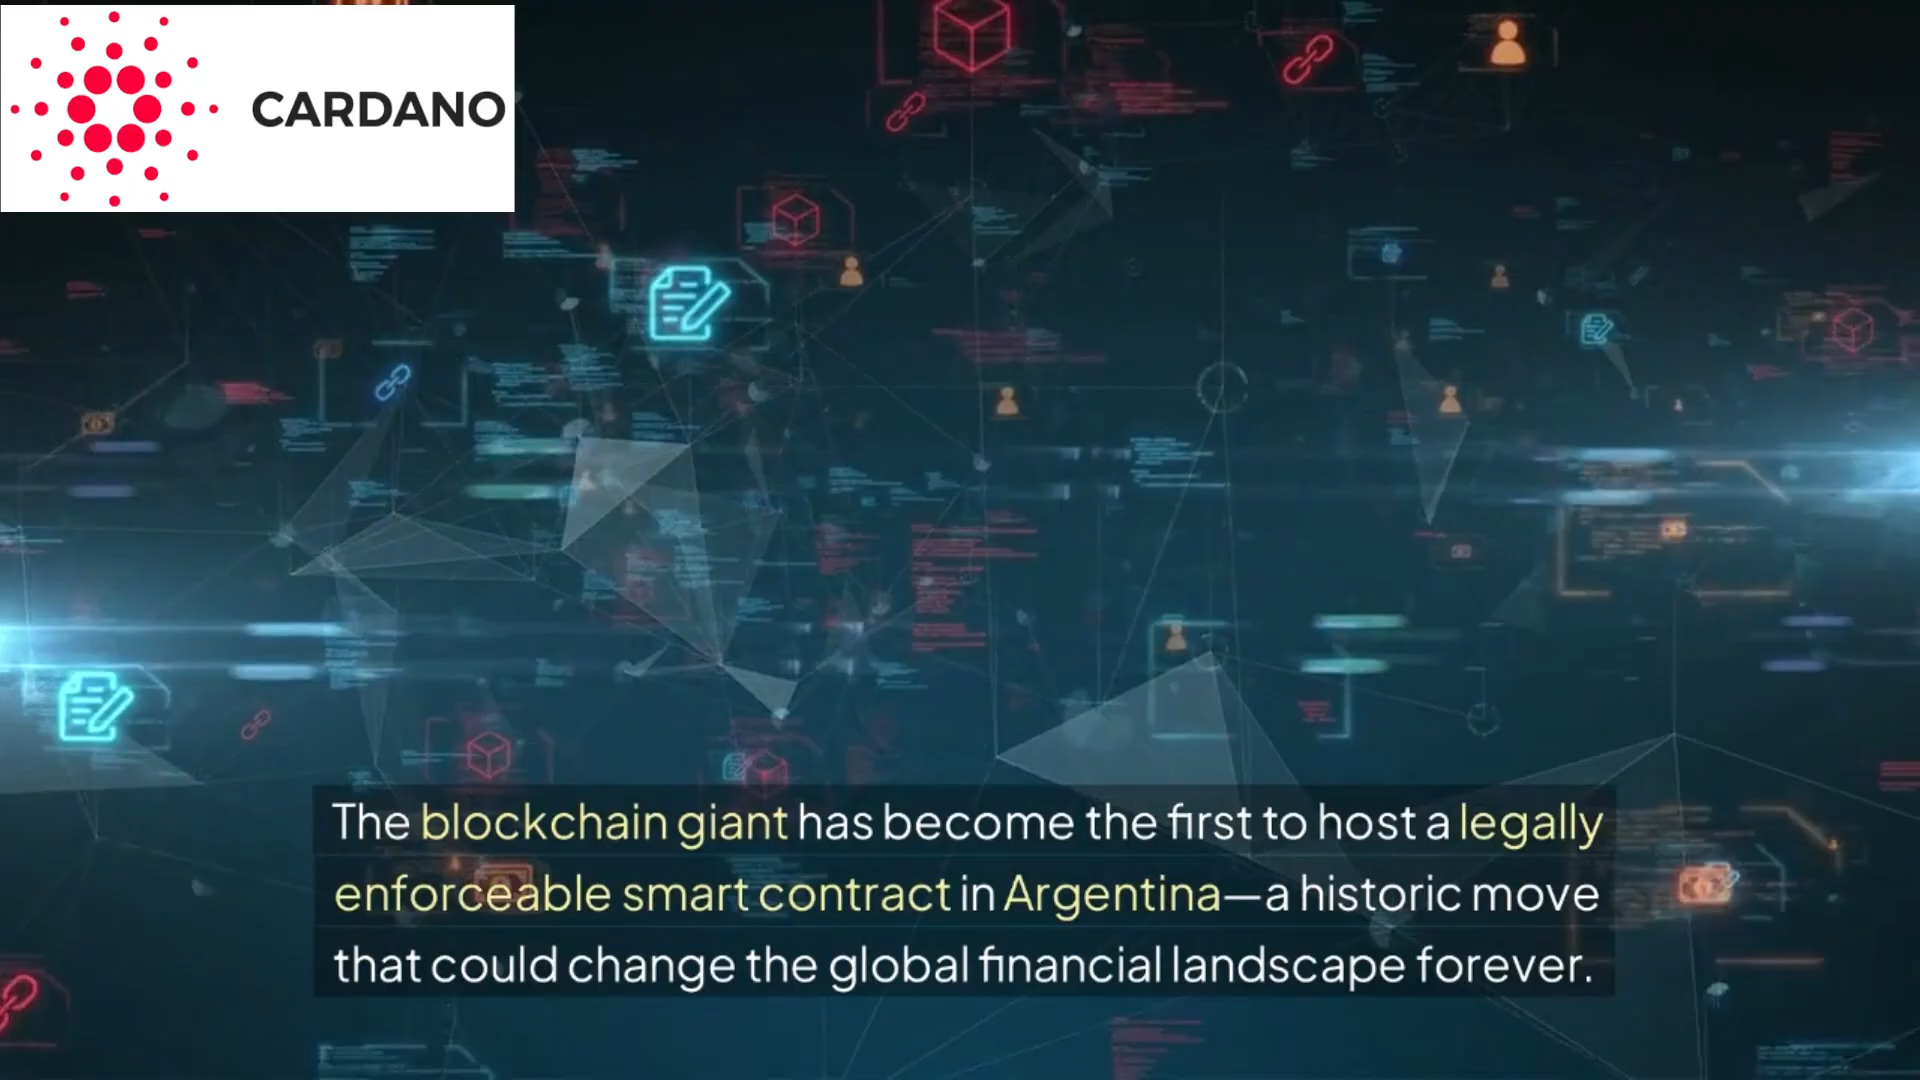 CARDANO
The blockchain giant has become the first to host a legally
enforceable smart contract in Argentina—a historic move
that could change the global financial landscape forever.